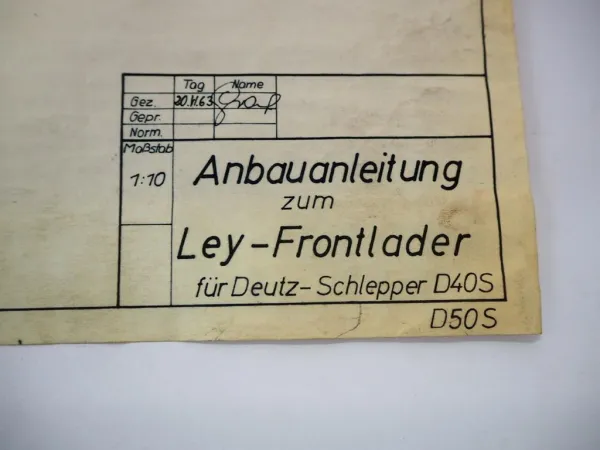 Tag Name
Gez. 20.VI.63
Gepr.
Norm.
Maßstab
1:10
Anbauanleitung
zum
Ley-Frontlader
für Deutz-Schlepper D40S
D50S